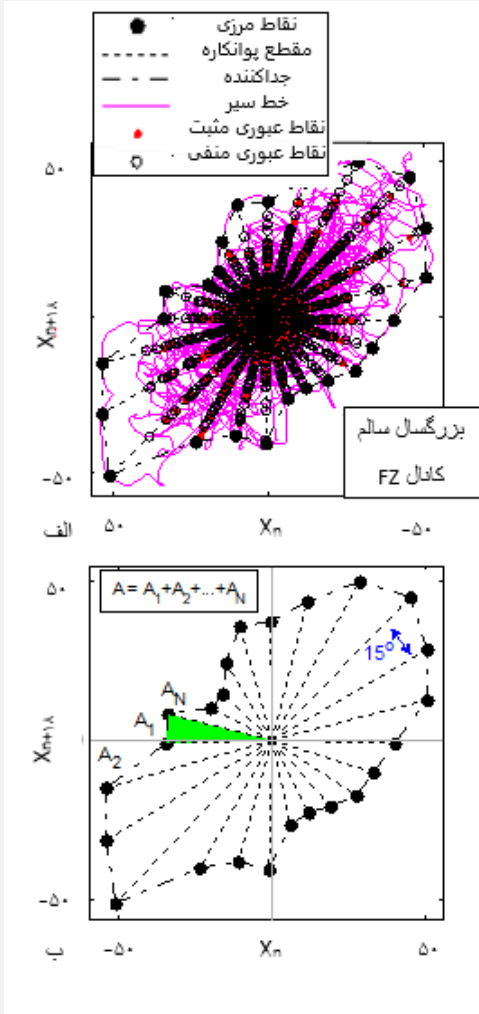 نقاط مرزی
مقطع پوانکاره
جداکننده
خط سیر
نقاط عبوری مثبت
نقاط عبوری منفی
۵۰
Xn+۱۸
-۵۰
بزرگسال سالم
کانال FZ
الف
۵۰
Xn
-۵۰
۵۰
A = A1+A2+...+AN
15o
AN
A1
A2
Xn+۱۸
-۵۰
ب
-۵۰
Xn
۵۰